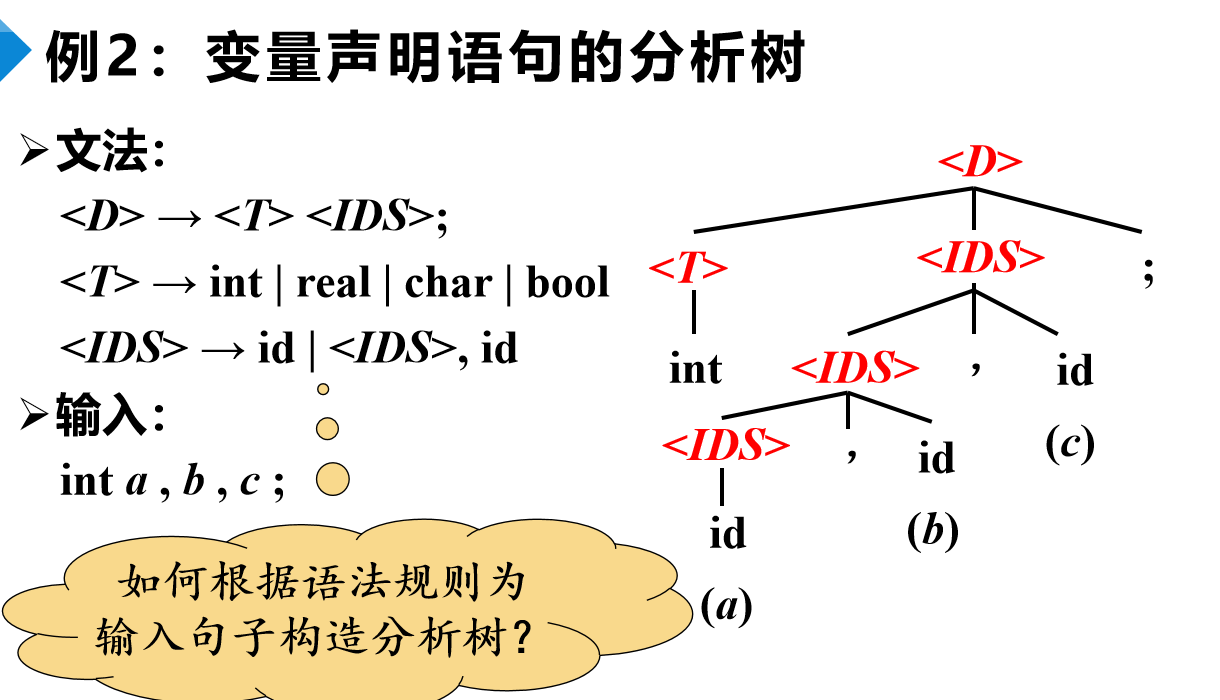 例2：变量声明语句的分析树
文法：
<D> → <T> <IDS>;
<T> → int | real | char | bool
<IDS> → id | <IDS>, id
输入：
int a , b , c ;
如何根据语法规则为
输入句子构造分析树?
<D>
<T> <IDS> ;
int <IDS> , id
<IDS> , id (c)
id (b)
(a)